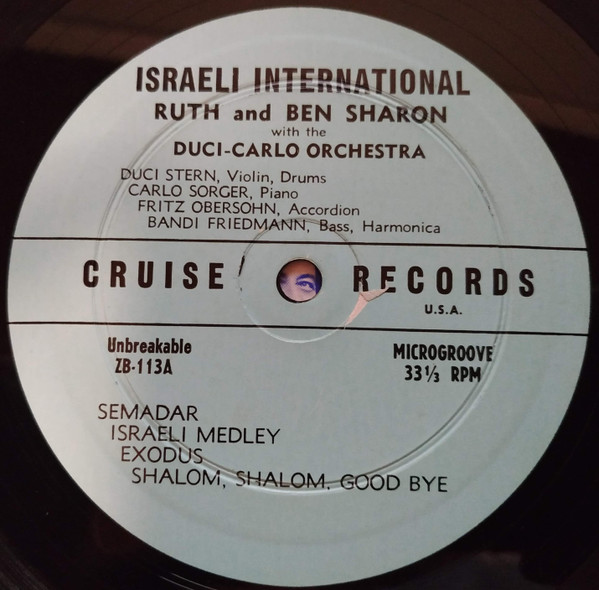 ISRAELI INTERNATIONAL
RUTH and BEN SHARON
with the
DUCI-CARLO ORCHESTRA
DUCI STERN, Violin, Drums
CARLO SORGER, Piano
FRITZ OBERSOHN, Accordion
BANDI FRIEDMANN, Bass, Harmonica
CRUISE RECORDS
U.S.A.
Unbreakable
ZB-113A
MICROGROOVE
33⅓ RPM
SEMADAR
ISRAELI MEDLEY
EXODUS
SHALOM, SHALOM, GOOD BYE